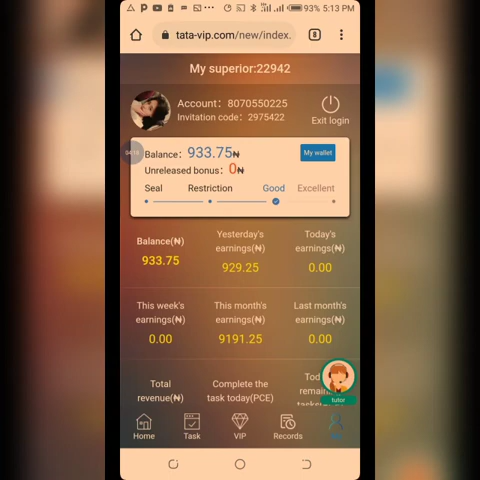 93% 5:13 PM
tata-vip.com/new/index.
8
My superior:22942
Account: 8070550225
Invitation code: 2975422
Exit login
04:18
Balance: 933.75₦
My wallet
Unreleased bonus: 0₦
Seal Restriction Good Excellent
Balance(₦)
933.75
Yesterday's
earnings(₦)
929.25
Today's
earnings(₦)
0.00
This week's
earnings(₦)
0.00
This month's
earnings(₦)
9191.25
Last month's
earnings(₦)
0.00
Total
revenue(₦)
Complete the
task today(PCE)
tutor
Home Task VIP Records